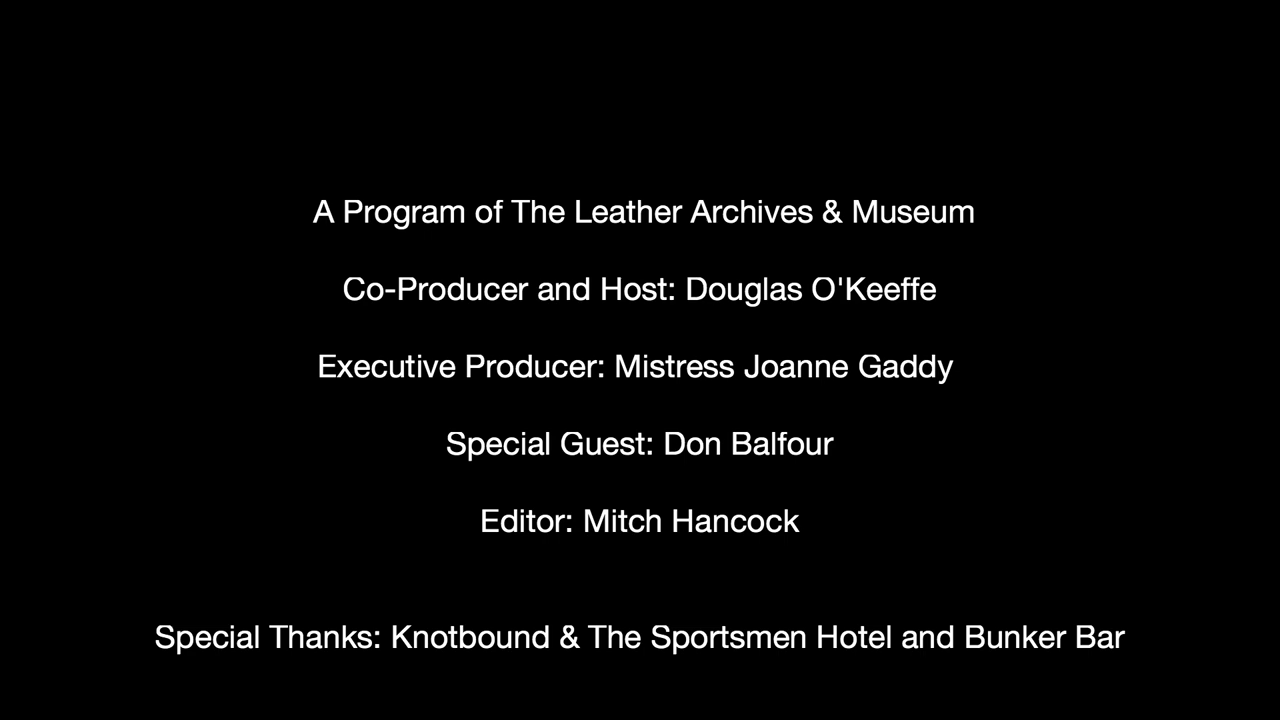 A Program of The Leather Archives & Museum
Co-Producer and Host: Douglas O'Keeffe
Executive Producer: Mistress Joanne Gaddy
Special Guest: Don Balfour
Editor: Mitch Hancock
Special Thanks: Knotbound & The Sportsmen Hotel and Bunker Bar